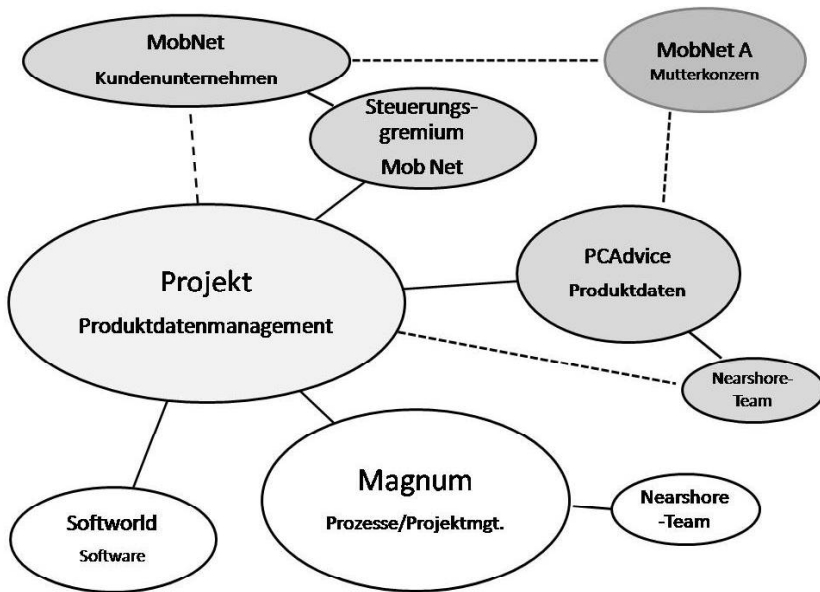 MobNet
Kundenunternehmen
MobNet A
Mutterkonzern
Steuerungs-
gremium
Mob Net
Projekt
Produktdatenmanagement
PCAdvice
Produktdaten
Nearshore-
Team
Magnum
Prozesse/Projektmgt.
Nearshore
-Team
Softworld
Software